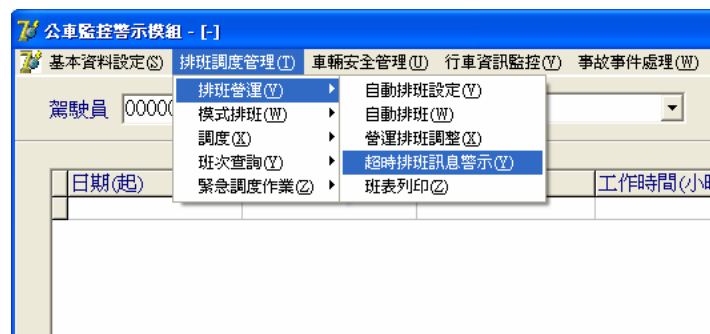 公車監控警示模組 - [-]
基本資料設定(S) 排班調度管理(T) 車輛安全管理(U) 行車資訊監控(V) 事故事件處理(W)
排班營運(V) 自動排班設定(V)
駕駛員 0000
模式排班(W) 自動排班(W)
調度(X) 營運排班調整(X)
班次查詢(Y) 超時排班訊息警示(Y)
緊急調度作業(Z) 班表列印(Z)
日期(起) 工作時間(小